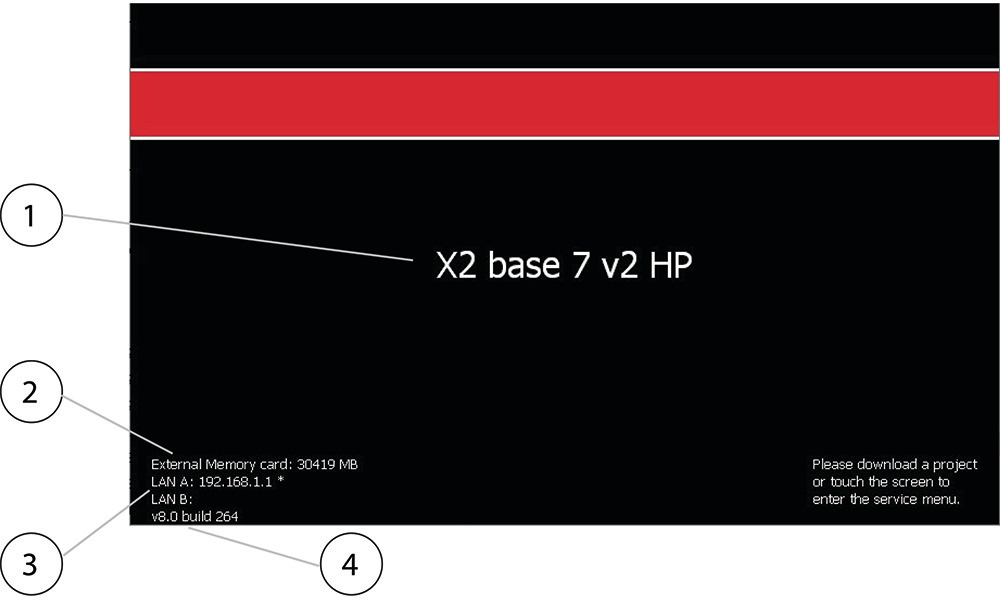 1
X2 base 7 v2 HP
2
External Memory card: 30419 MB
LAN A: 192.168.1.1 *
LAN B:
v8.0 build 264
Please download a project
or touch the screen to
enter the service menu.
3
4